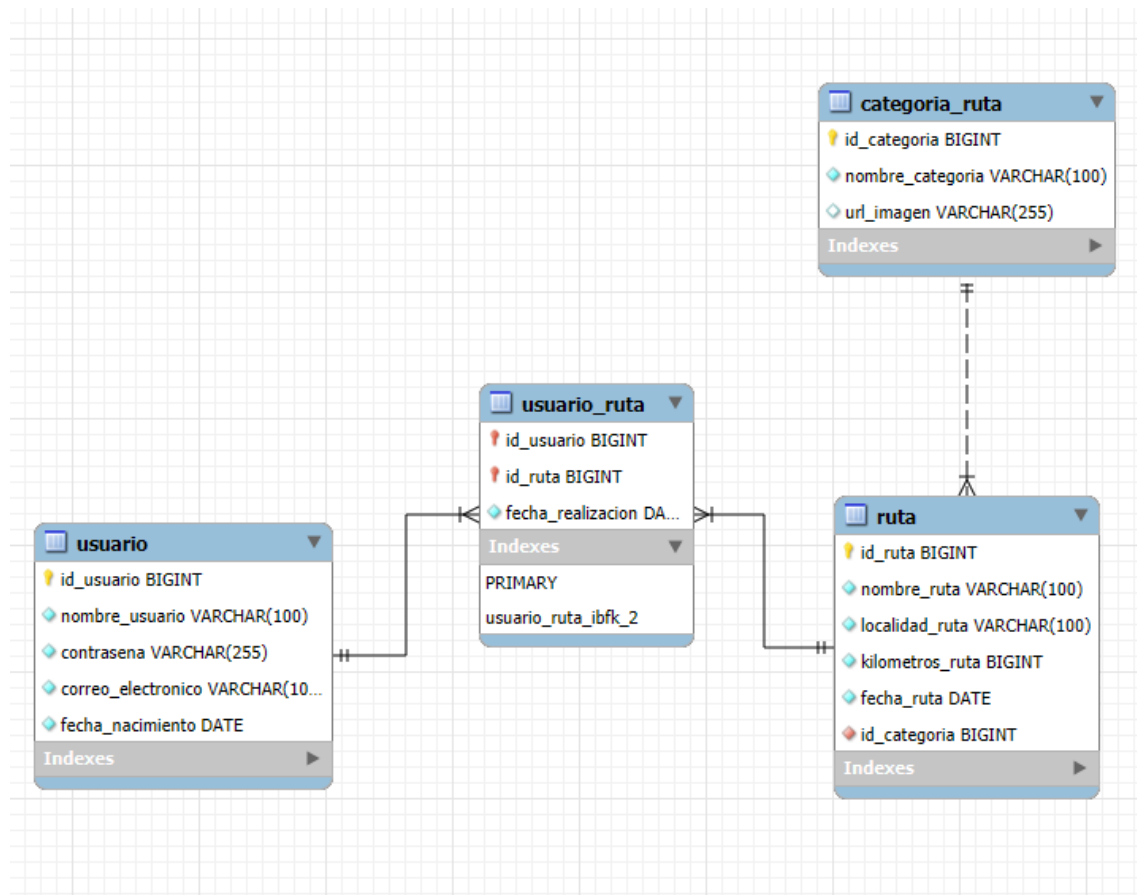 categoria_ruta
id_categoria BIGINT
nombre_categoria VARCHAR(100)
url_imagen VARCHAR(255)
Indexes
usuario_ruta
id_usuario BIGINT
id_ruta BIGINT
fecha_realizacion DA...
Indexes
PRIMARY
usuario_ruta_ibfk_2
usuario
id_usuario BIGINT
nombre_usuario VARCHAR(100)
contrasena VARCHAR(255)
correo_electronico VARCHAR(10...
fecha_nacimiento DATE
Indexes
ruta
id_ruta BIGINT
nombre_ruta VARCHAR(100)
localidad_ruta VARCHAR(100)
kilometros_ruta BIGINT
fecha_ruta DATE
id_categoria BIGINT
Indexes